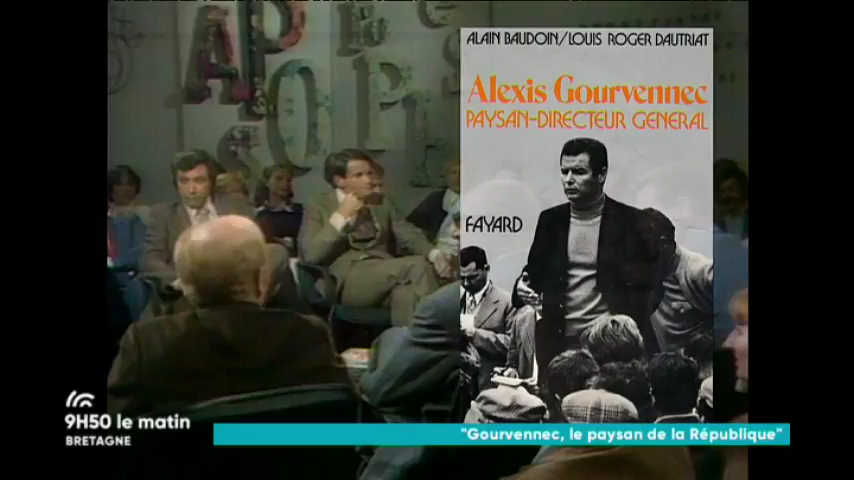 ALAIN BAUDOIN/LOUIS ROGER DAUTRIAT
Alexis Gourvennec
PAYSAN-DIRECTEUR GENERAL
FAYARD
9H50 le matin
BRETAGNE
"Gourvennec, le paysan de la République"